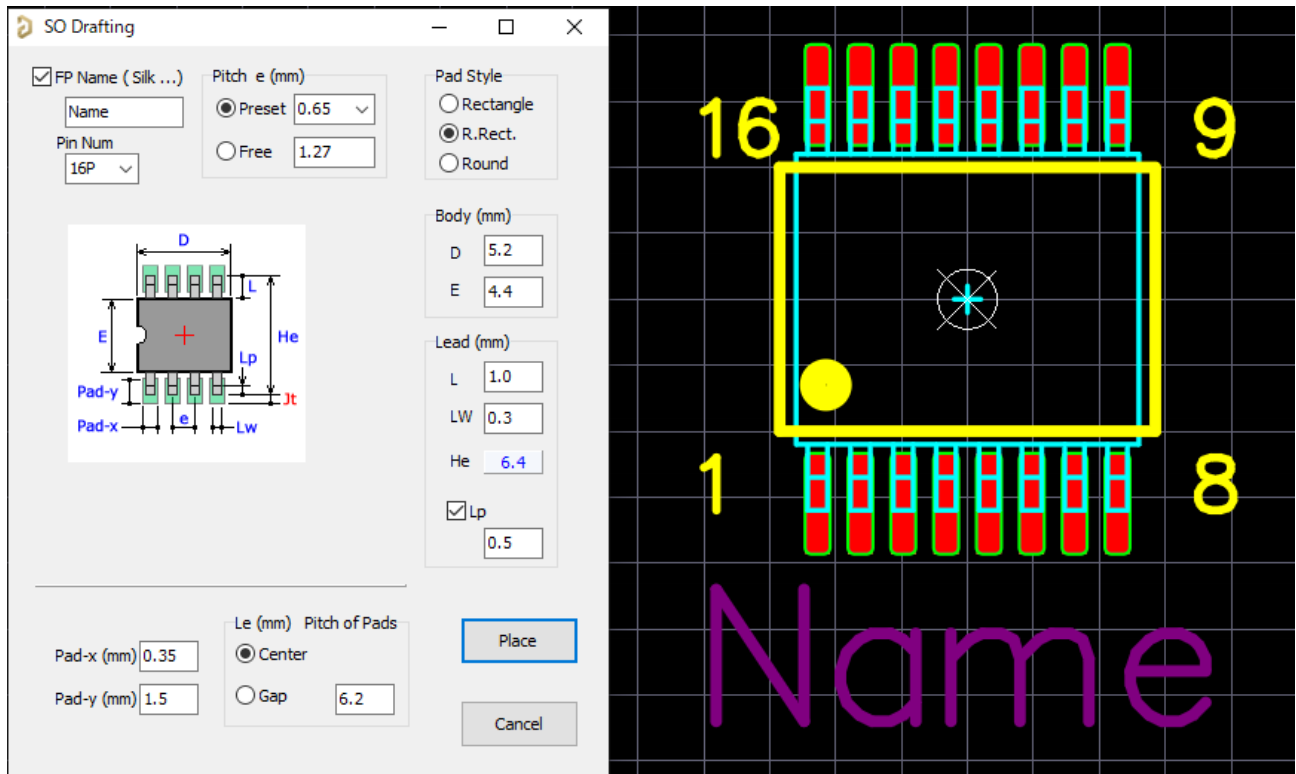 SO Drafting
FP Name ( Silk ...)
Name
Pin Num
16P
Pitch e (mm)
Preset 0.65
Free 1.27
Pad Style
Rectangle
R.Rect.
Round
D
L
E
He
Lp
Pad-y
Jt
Pad-x
e
Lw
Body (mm)
D 5.2
E 4.4
Lead (mm)
L 1.0
LW 0.3
He 6.4
Lp
0.5
Pad-x (mm) 0.35
Pad-y (mm) 1.5
Le (mm) Pitch of Pads
Center
Gap 6.2
Place
Cancel
16 9
1 8
Name